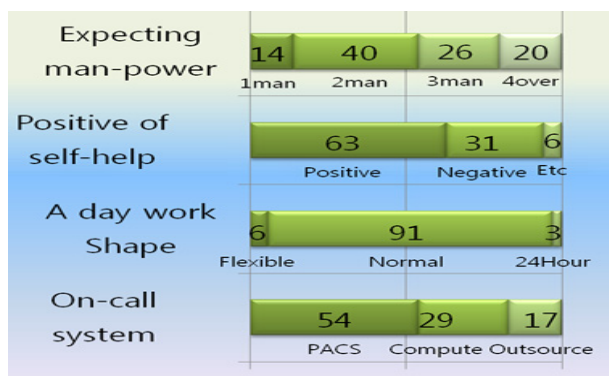 Expecting
man-power
14 40 26 20
1man 2man 3man 4over
Positive of
self-help
63 31 6
Positive Negative Etc
A day work
Shape
6 91 3
Flexible Normal 24Hour
On-call
system
54 29 17
PACS Compute Outsource